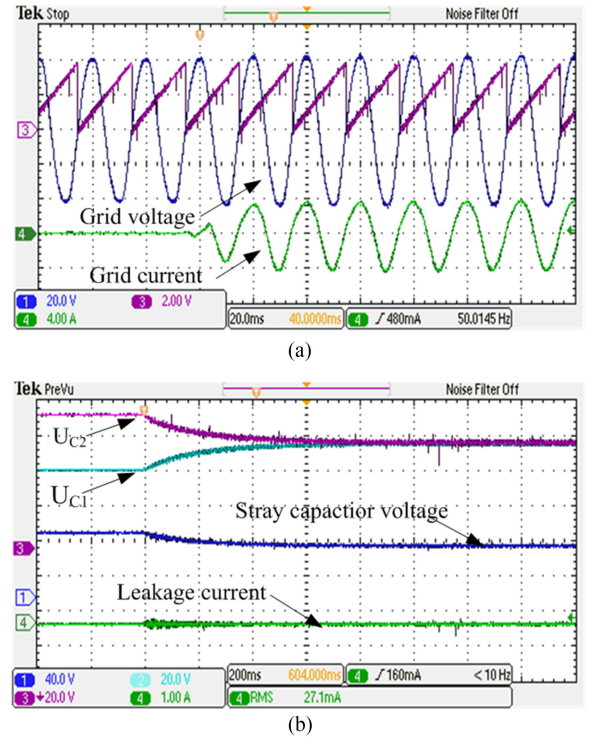 Tek Stop Noise Filter Off
3
Grid voltage
4
Grid current
1 20.0 V 3 2.00 V
4 4.00 A
20.0ms 40.0000ms 4 480mA 50.0145 Hz
(a)
Tek PreVu Noise Filter Off
UC2
UC1
Stray capactior voltage
3
1
Leakage current
4
1 40.0 V 2 20.0 V
3 20.0 V 4 1.00 A
200ms 604.000ms 4 160mA < 10 Hz
4 RMS 27.1mA
(b)